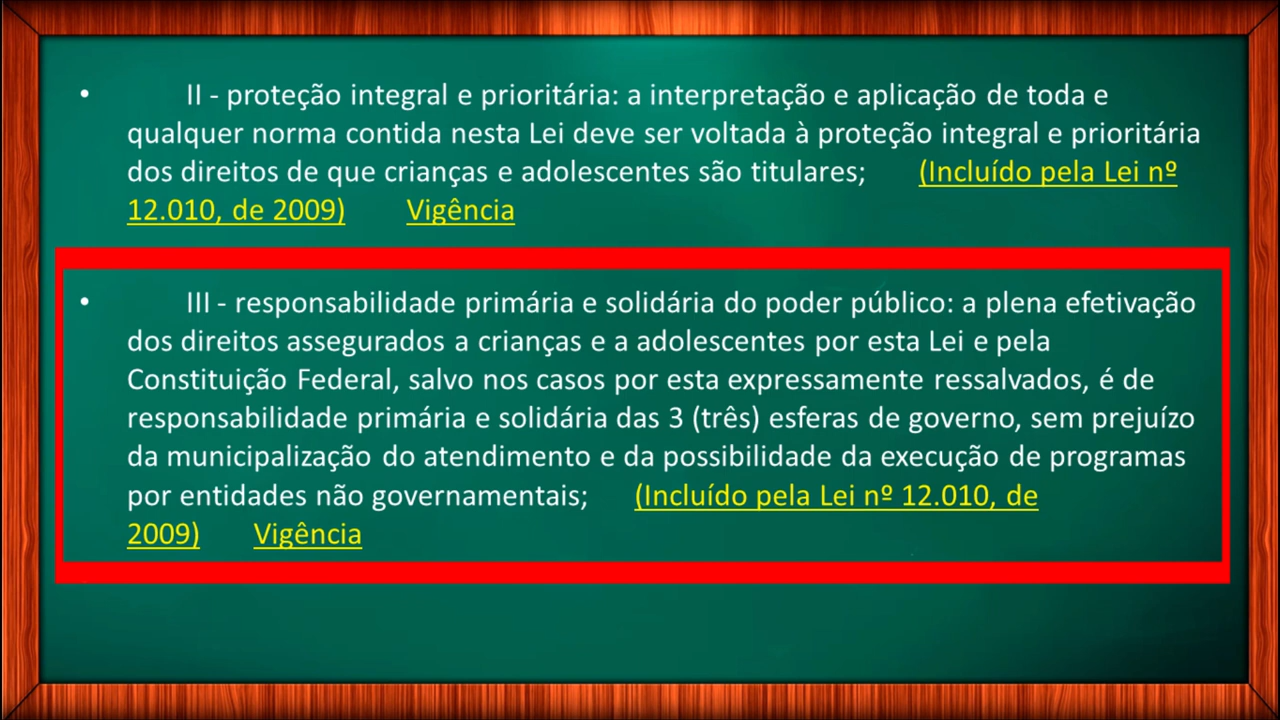 • II - proteção integral e prioritária: a interpretação e aplicação de toda e
qualquer norma contida nesta Lei deve ser voltada à proteção integral e prioritária
dos direitos de que crianças e adolescentes são titulares; (Incluído pela Lei nº
12.010, de 2009) Vigência
• III - responsabilidade primária e solidária do poder público: a plena efetivação
dos direitos assegurados a crianças e a adolescentes por esta Lei e pela
Constituição Federal, salvo nos casos por esta expressamente ressalvados, é de
responsabilidade primária e solidária das 3 (três) esferas de governo, sem prejuízo
da municipalização do atendimento e da possibilidade da execução de programas
por entidades não governamentais; (Incluído pela Lei nº 12.010, de
2009) Vigência